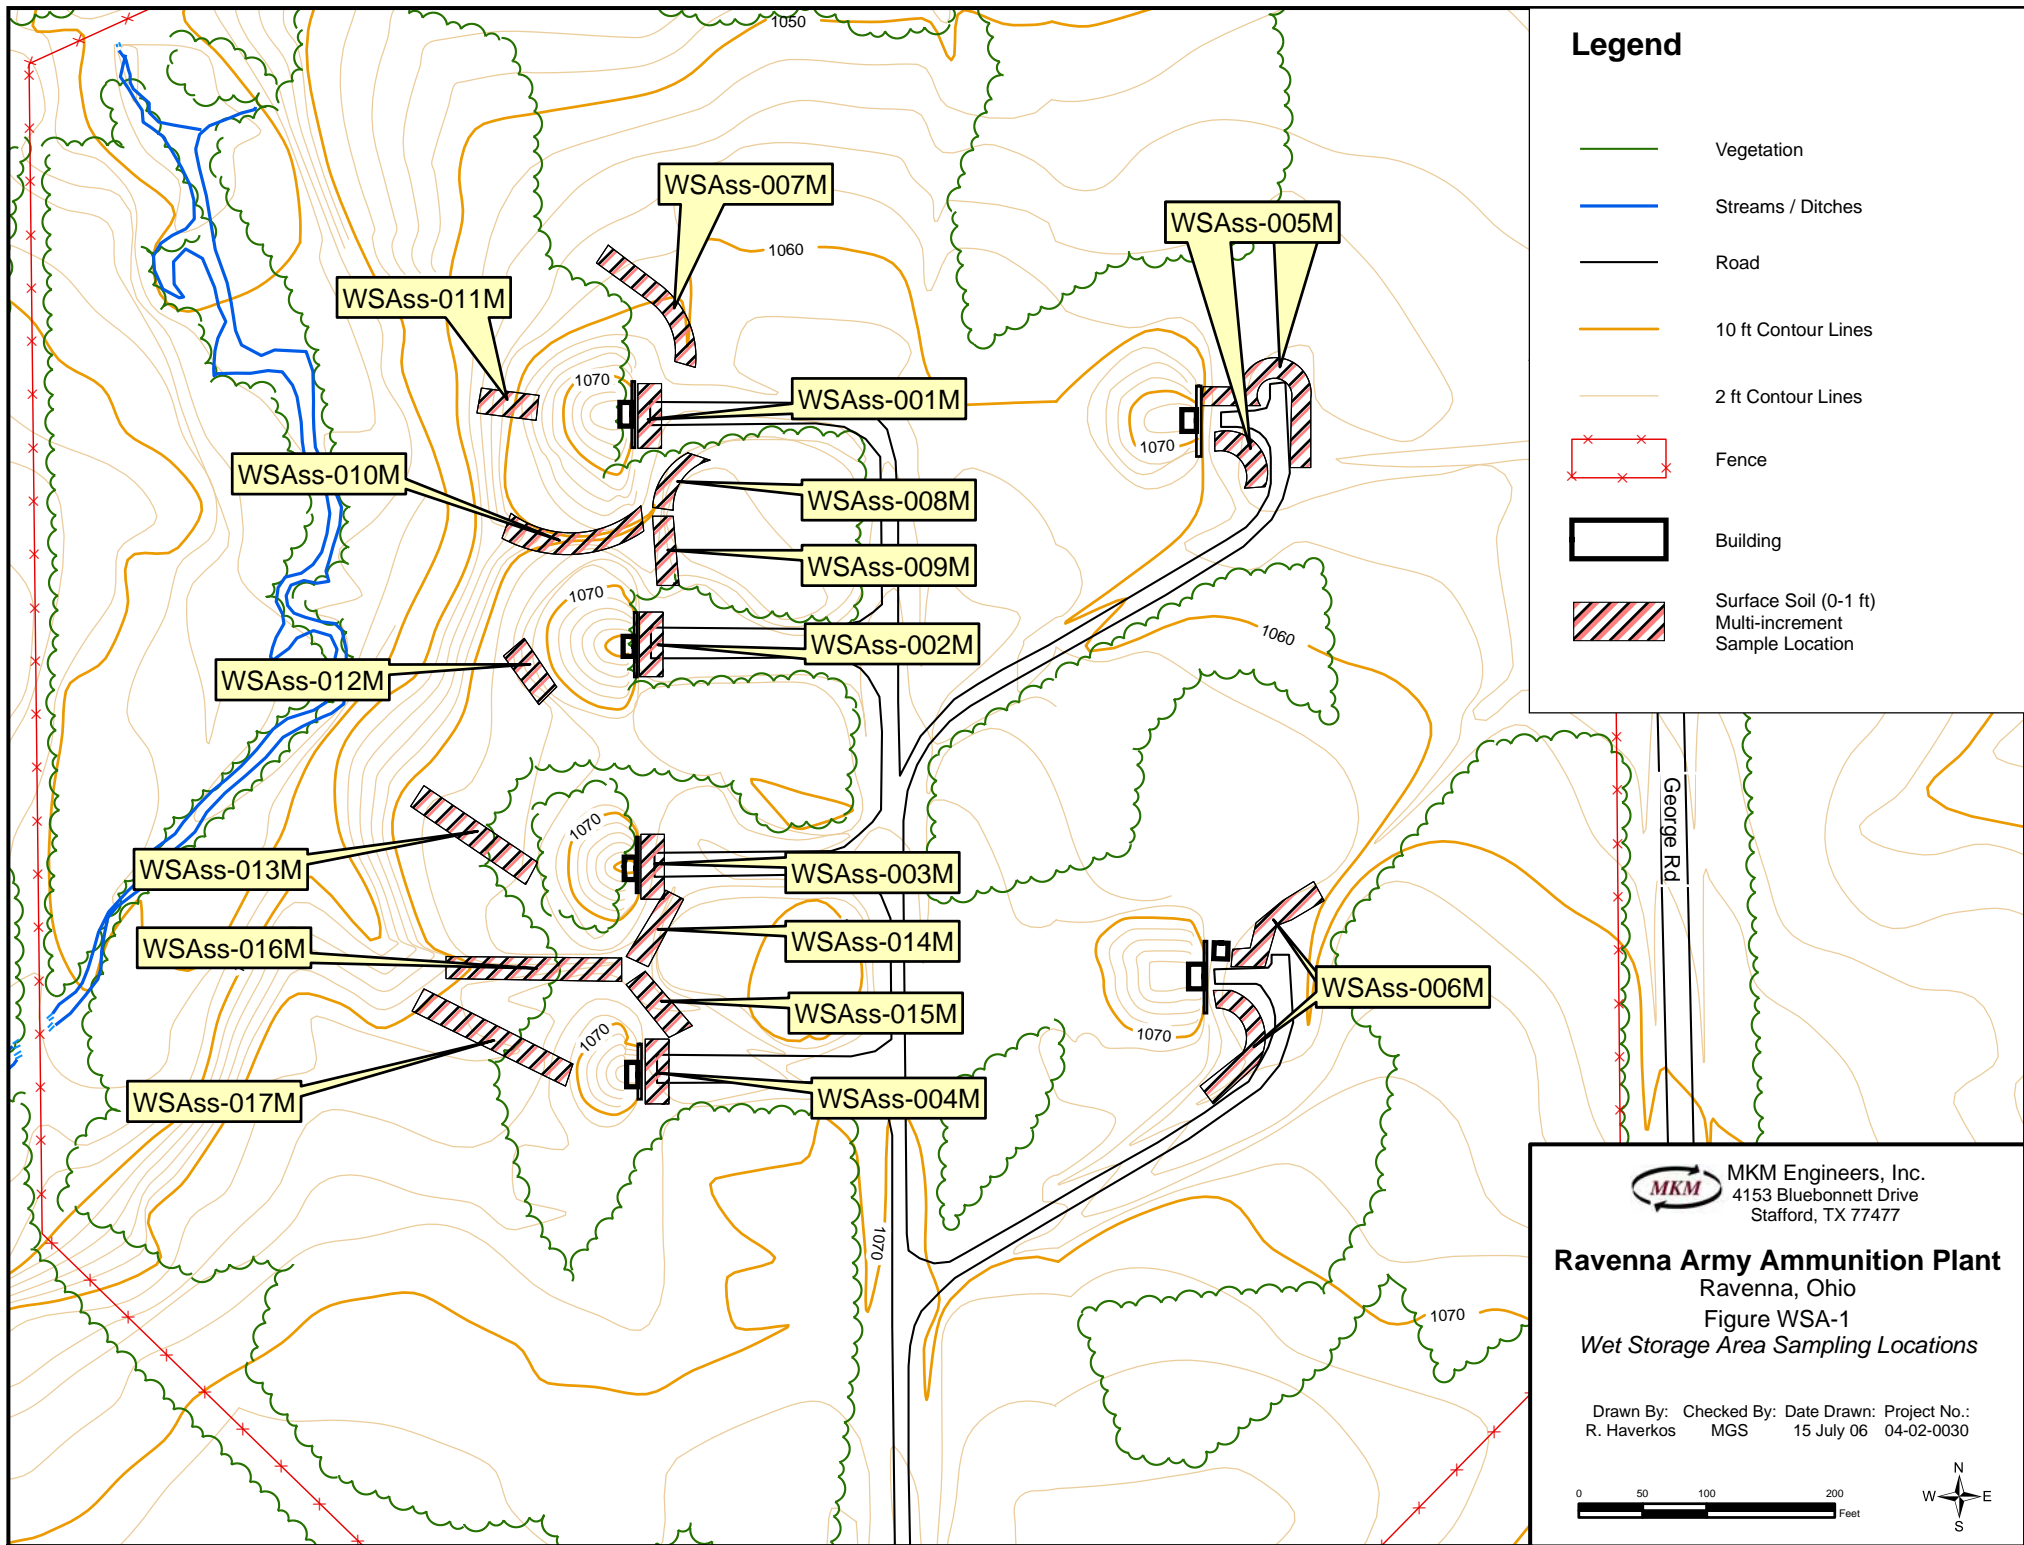 1050
WSAss-007M
1060
WSAss-005M
WSAss-011M
1070
WSAss-001M
1070
WSAss-010M
WSAss-008M
WSAss-009M
1070
WSAss-002M
1060
WSAss-012M
1070
WSAss-013M
WSAss-003M
WSAss-016M
WSAss-014M
WSAss-006M
WSAss-015M
1070
1070
WSAss-017M
WSAss-004M
1070
1070
George Rd
Legend
Vegetation
Streams / Ditches
Road
10 ft Contour Lines
2 ft Contour Lines
Fence
Building
Surface Soil (0-1 ft)
Multi-increment
Sample Location
MKM
MKM Engineers, Inc.
4153 Bluebonnett Drive
Stafford, TX 77477
Ravenna Army Ammunition Plant
Ravenna, Ohio
Figure WSA-1
Wet Storage Area Sampling Locations
Drawn By: Checked By: Date Drawn: Project No.:
R. Haverkos MGS 15 July 06 04-02-0030
0 50 100 200
Feet
N
W E
S